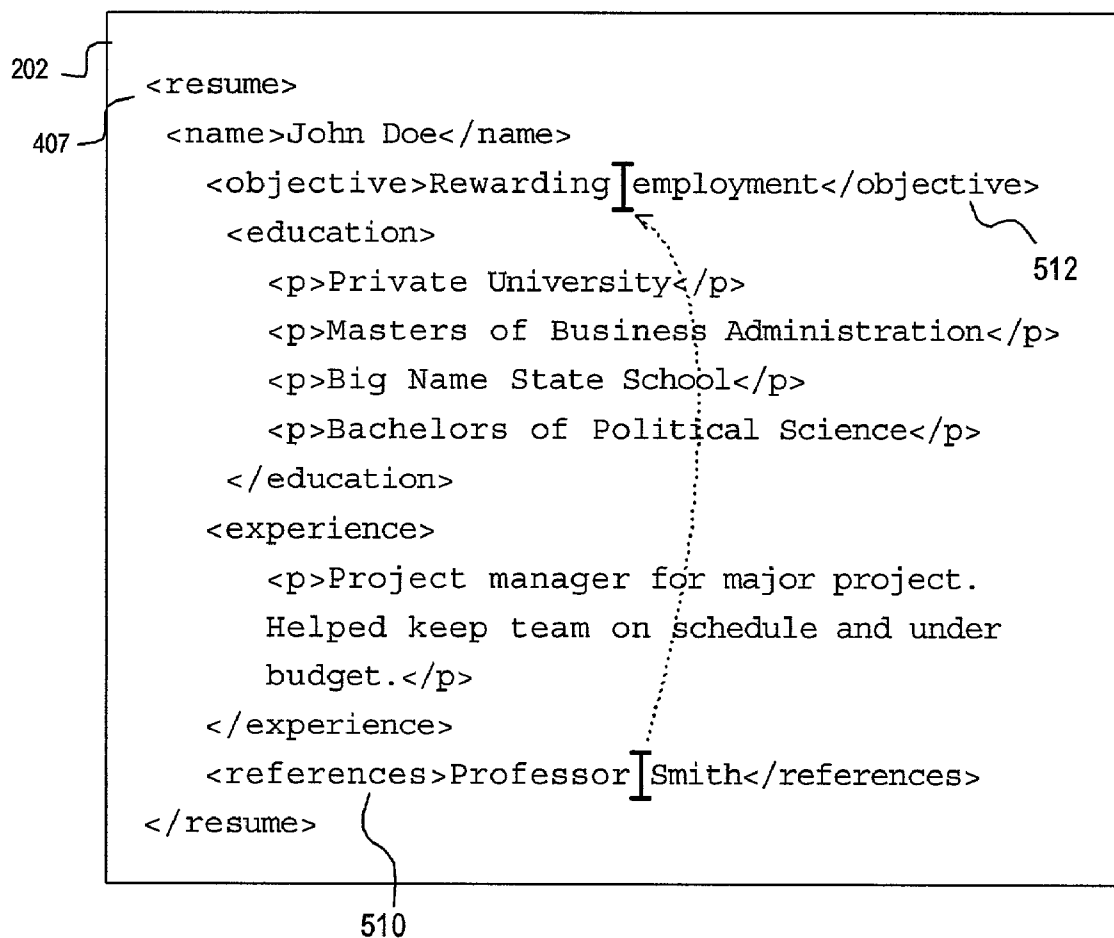 202
<resume>
407
<name>John Doe</name>
<objective>Rewarding employment</objective>
512
<education>
<p>Private University</p>
<p>Masters of Business Administration</p>
<p>Big Name State School</p>
<p>Bachelors of Political Science</p>
</education>
<experience>
<p>Project manager for major project.
Helped keep team on schedule and under
budget.</p>
</experience>
<references>Professor Smith</references>
</resume>
510